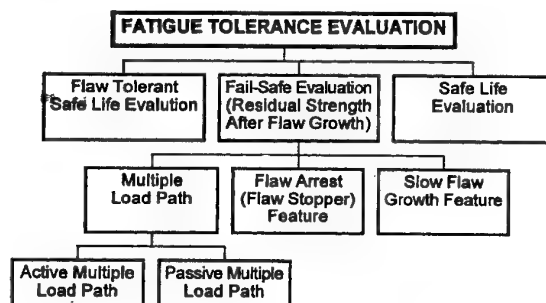 FATIGUE TOLERANCE EVALUATION
Flaw Tolerant
Safe Life Evalution
Fail-Safe Evaluation
(Residual Strength
After Flaw Growth)
Safe Life
Evaluation
Multiple
Load Path
Flaw Arrest
(Flaw Stopper)
Feature
Slow Flaw
Growth Feature
Active Multiple
Load Path
Passive Multiple
Load Path